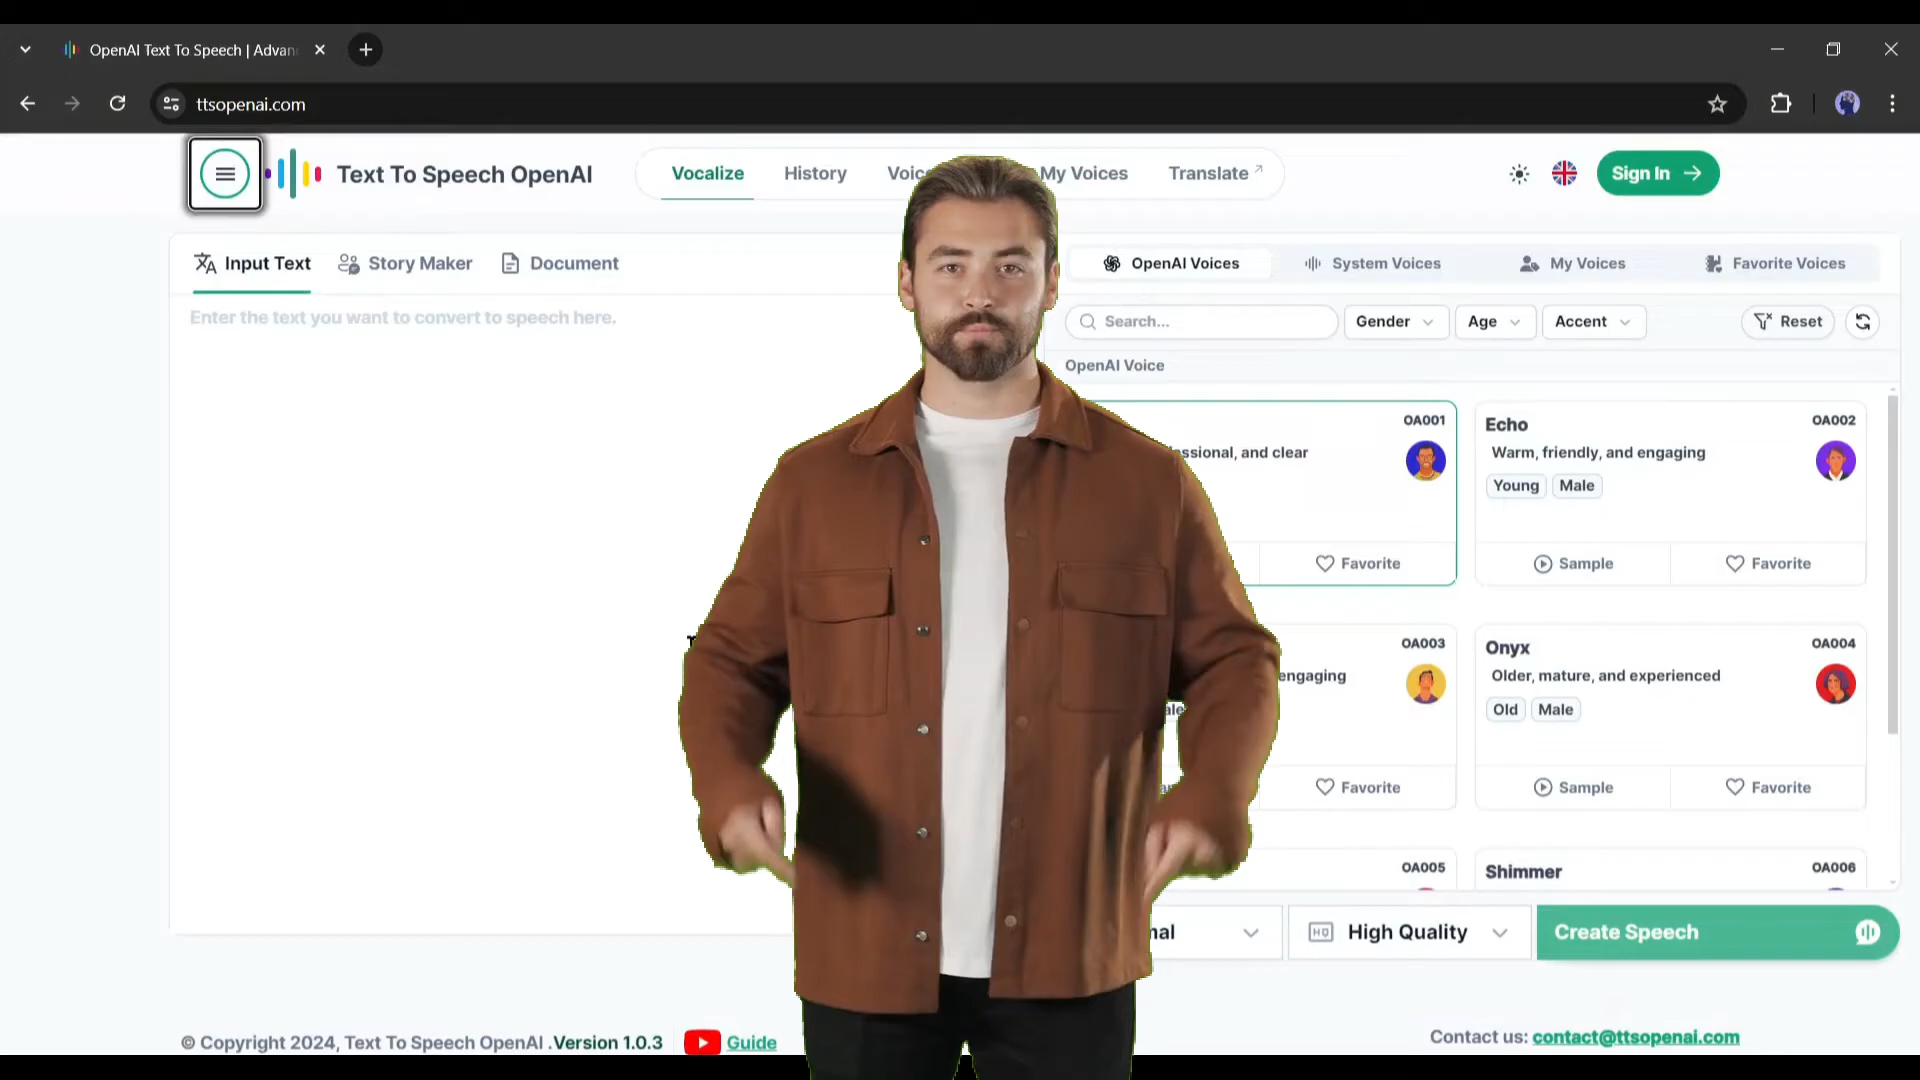 OpenAI Text To Speech | Advan
ttsopenai.com
Text To Speech OpenAI
Vocalize
History
My Voices
Translate
Sign In
Input Text
Story Maker
Document
OpenAI Voices
System Voices
My Voices
Favorite Voices
Enter the text you want to convert to speech here.
Search...
Gender
Age
Accent
Reset
OpenAI Voice
OA001
and clear
Favorite
Echo
OA002
Warm, friendly, and engaging
Young
Male
Sample
Favorite
OA003
engaging
Favorite
Onyx
OA004
Older, mature, and experienced
Old
Male
Sample
Favorite
OA005
Shimmer
OA006
HQ
High Quality
Create Speech
© Copyright 2024, Text To Speech OpenAI .Version 1.0.3
Guide
Contact us: contact@ttsopenai.com